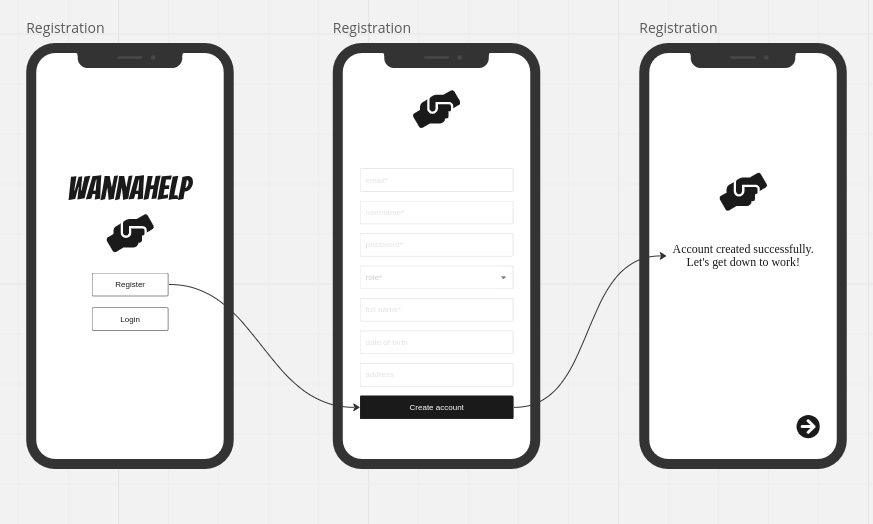 Registration
WANNAHELP
Register
Login
Registration
email*
username*
password*
role*
full name*
date of birth
address
Create account
Registration
Account created successfully.
Let's get down to work!